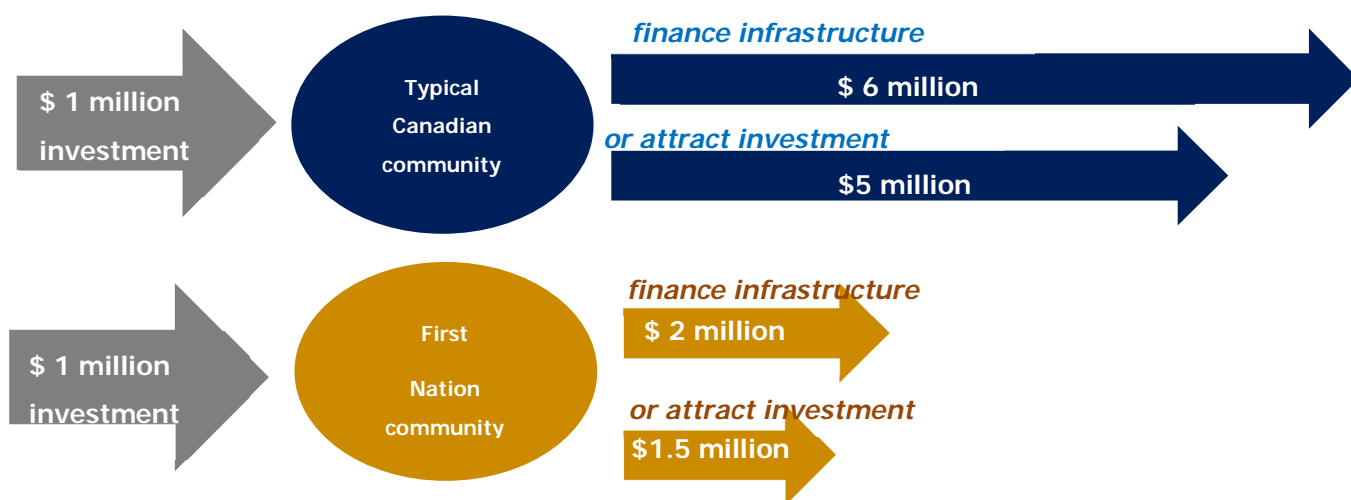 $ 1 million
investment
Typical
Canadian
community
finance infrastructure
$ 6 million
or attract investment
$5 million
$ 1 million
investment
First
Nation
community
finance infrastructure
$ 2 million
or attract investment
$1.5 million